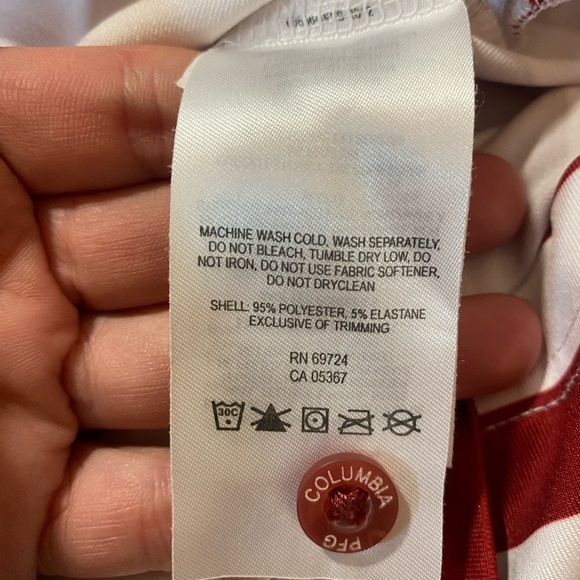 MACHINE WASH COLD, WASH SEPARATELY,
DO NOT BLEACH, TUMBLE DRY LOW, DO
NOT IRON, DO NOT USE FABRIC SOFTENER,
DO NOT DRYCLEAN
SHELL: 95% POLYESTER, 5% ELASTANE
EXCLUSIVE OF TRIMMING
RN 69724
CA 05367
30C
COLUMBIA
PFG